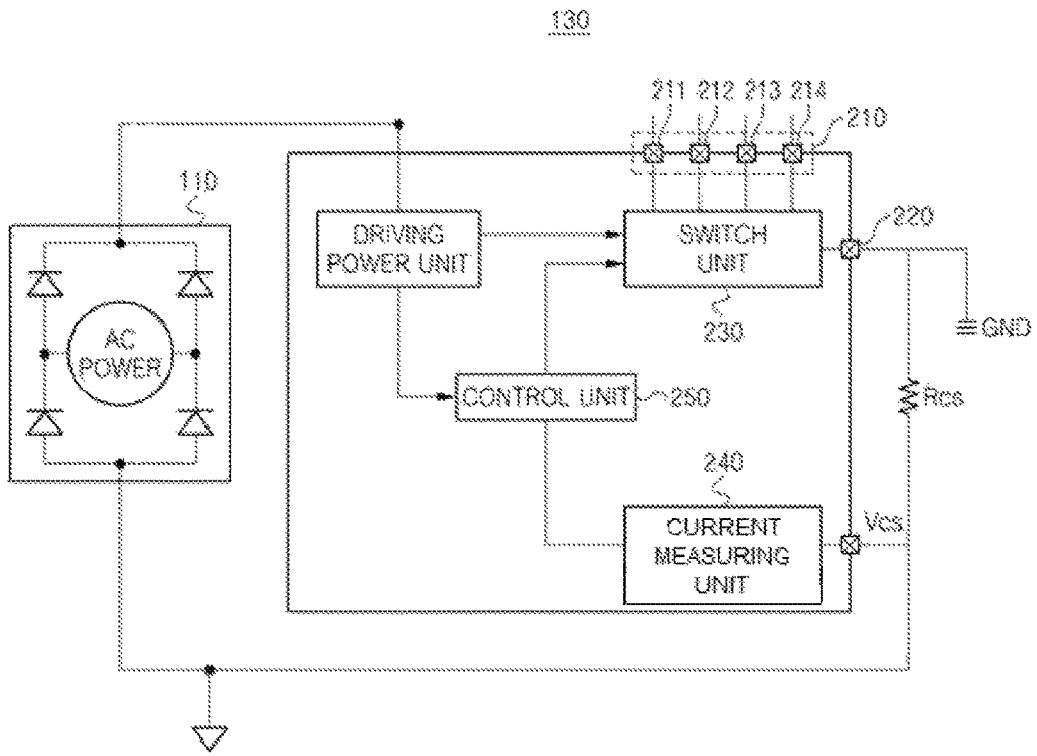 130
211 212 213 214
210
110
DRIVING
POWER UNIT
SWITCH
UNIT
220
230
GND
AC
POWER
CONTROL UNIT
250
Rcs
240
CURRENT
MEASURING
UNIT
Vcs